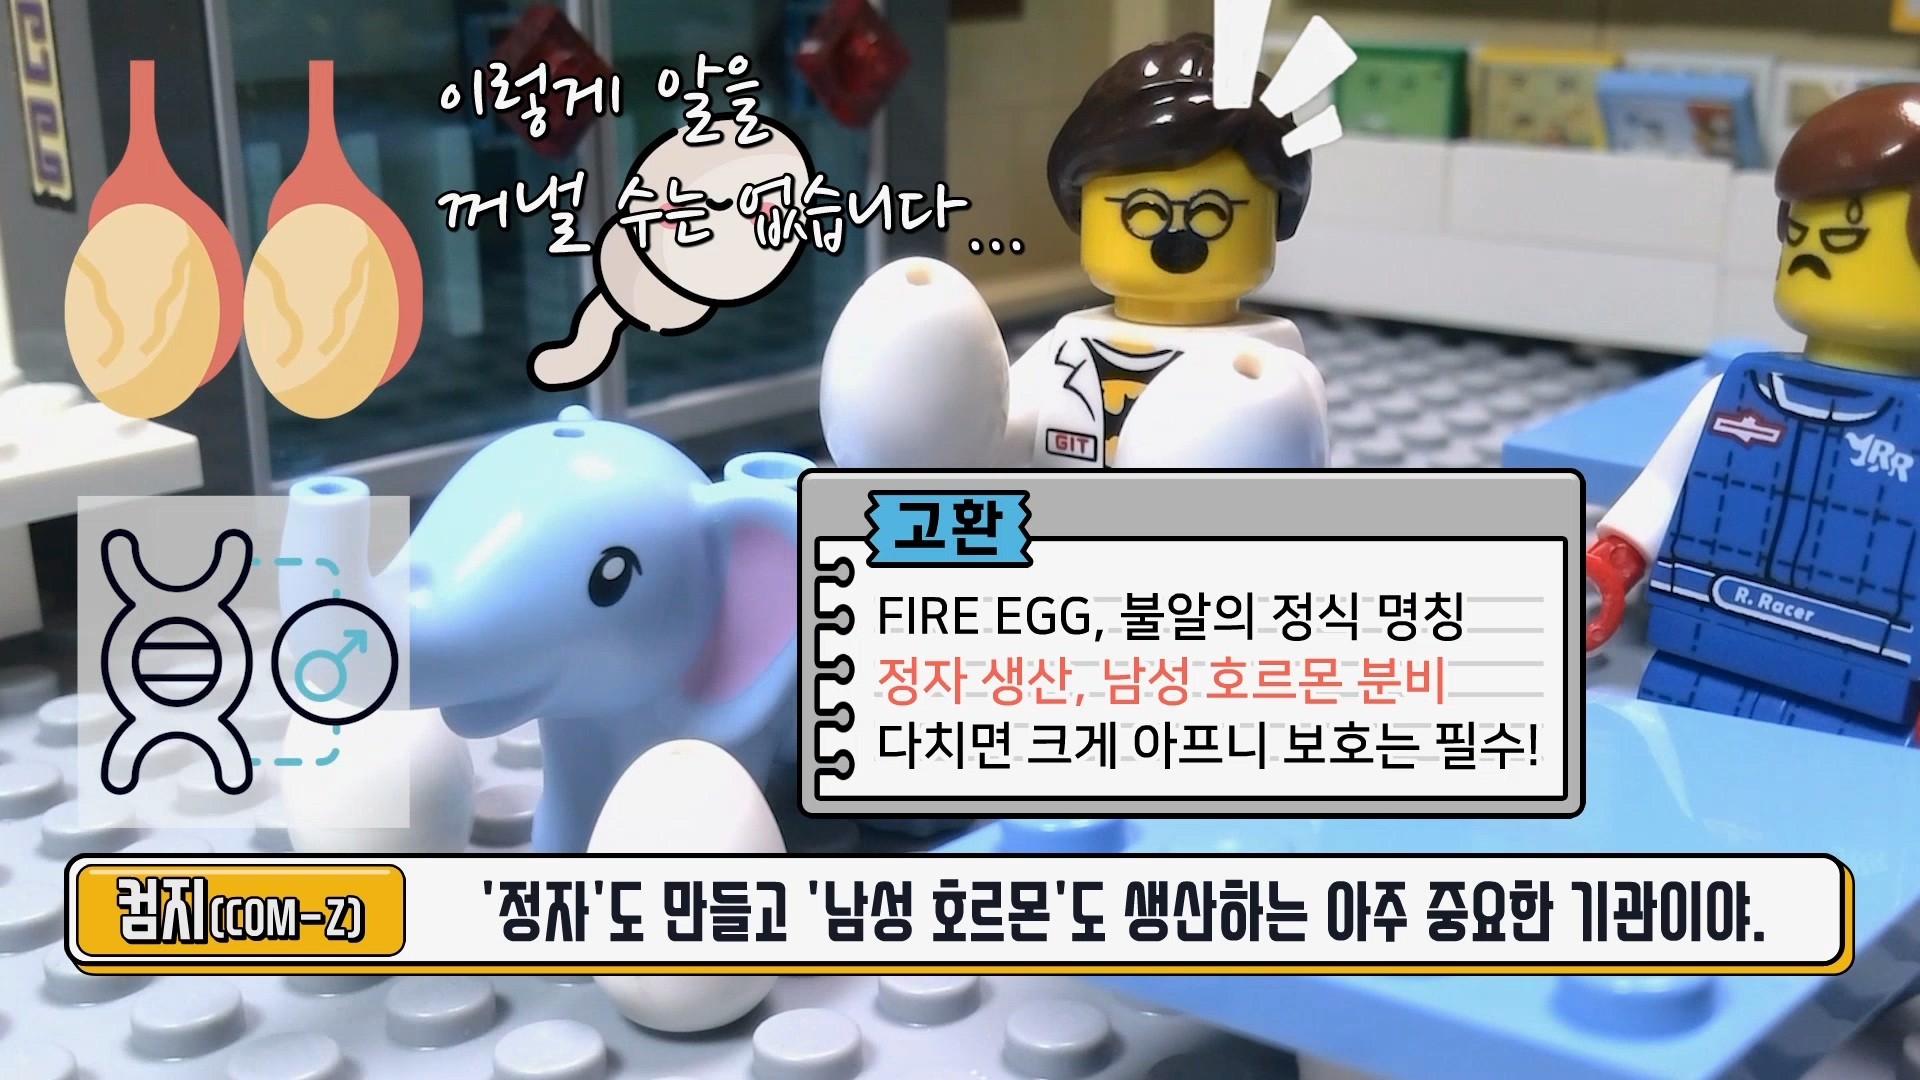 이렇게 알을
꺼낼 수는 없습니다...
GIT
고환
FIRE EGG, 불알의 정식 명칭
정자 생산, 남성 호르몬 분비
다치면 크게 아프니 보호는 필수!
RR
R. Racer
컴지(COM-Z)
'정자'도 만들고 '남성 호르몬'도 생산하는 아주 중요한 기관이야.